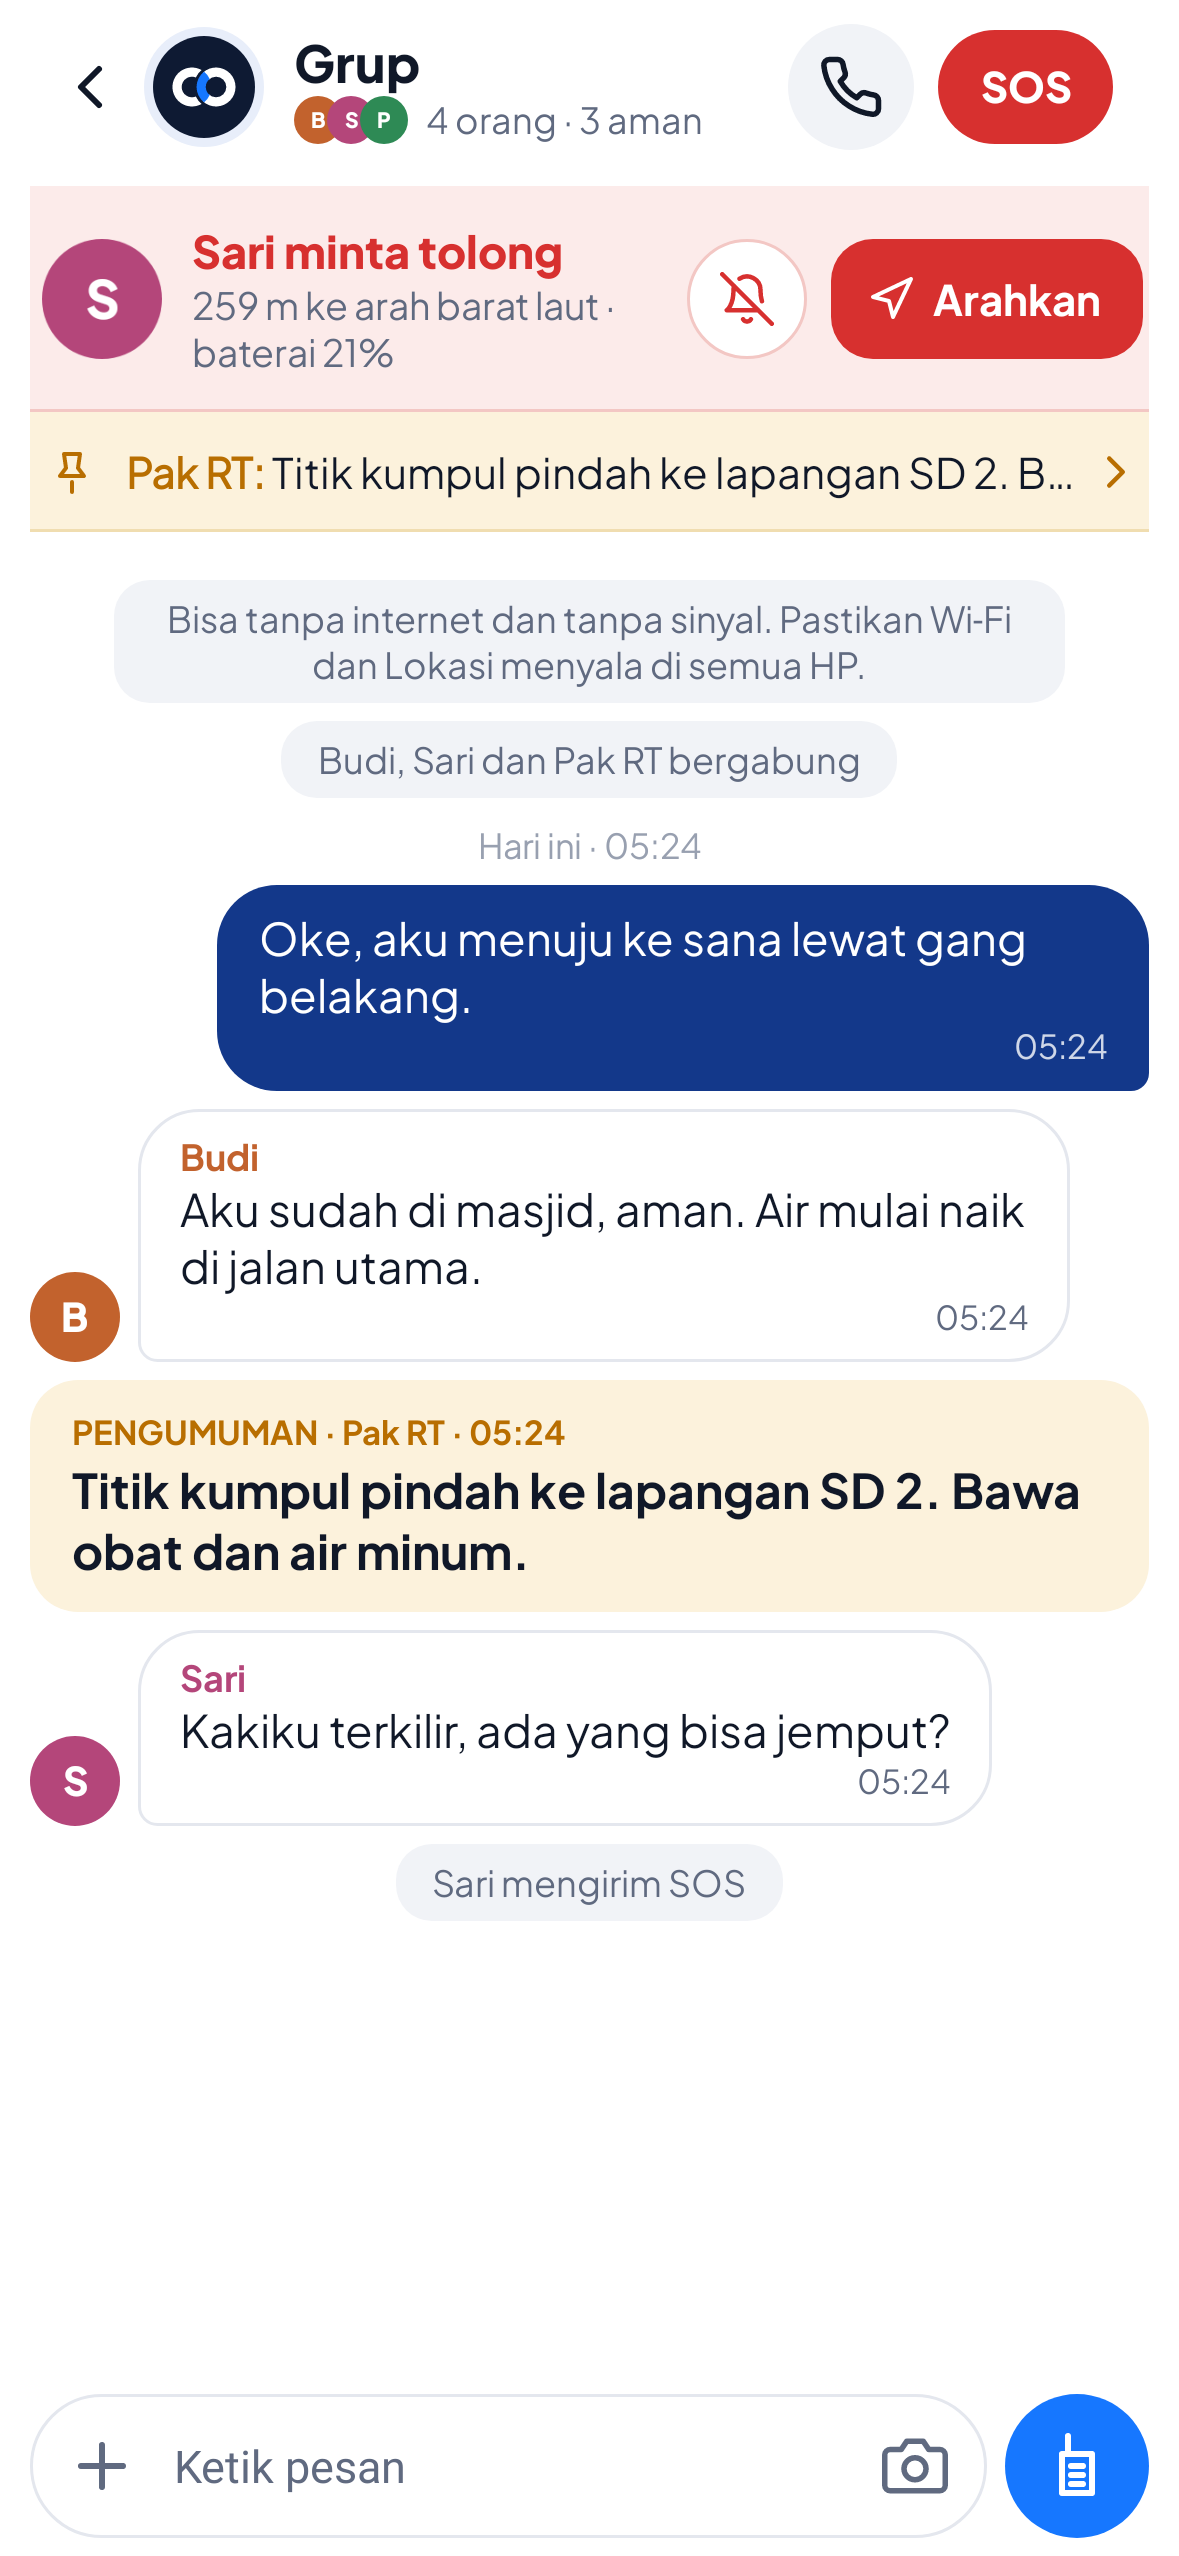 Grup
SOS
B S P 4 orang · 3 aman
Sari minta tolong
S
259 m ke arah barat laut ·
baterai 21%
Arahkan
Pak RT: Titik kumpul pindah ke lapangan SD 2. B...
Bisa tanpa internet dan tanpa sinyal. Pastikan Wi-Fi
dan Lokasi menyala di semua HP.
Budi, Sari dan Pak RT bergabung
Hari ini · 05:24
Oke, aku menuju ke sana lewat gang
belakang.
05:24
Budi
Aku sudah di masjid, aman. Air mulai naik
di jalan utama.
05:24
B
PENGUMUMAN · Pak RT · 05:24
Titik kumpul pindah ke lapangan SD 2. Bawa
obat dan air minum.
Sari
Kakiku terkilir, ada yang bisa jemput?
05:24
S
Sari mengirim SOS
Ketik pesan